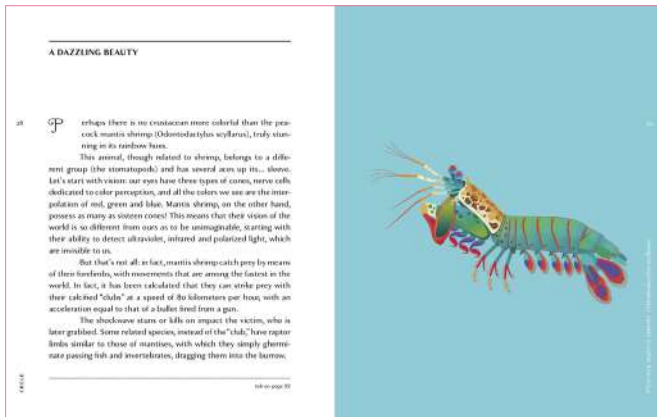 A DAZZLING BEAUTY
28
Perhaps there is no crustacean more colorful than the pea-
cock mantis shrimp (Odontodactylus scyllarus), truly stun-
ning in its rainbow hues.
This animal, though related to shrimp, belongs to a diffe-
rent group (the stomatopods) and has several aces up its... sleeve.
Let's start with vision: our eyes have three types of cones, nerve cells
dedicated to color perception, and all the colors we see are the inter-
polation of red, green and blue. Mantis shrimp, on the other hand,
possess as many as sixteen cones! This means that their vision of the
world is so different from ours as to be unimaginable, starting with
their ability to detect ultraviolet, infrared and polarized light, which
are invisible to us.
But that's not all: in fact, mantis shrimp catch prey by means
of their forelimbs, with movements that are among the fastest in the
world. In fact, it has been calculated that they can strike prey with
their calcified "clubs" at a speed of 80 kilometers per hour, with an
acceleration equal to that of a bullet fired from a gun.
The shockwave stuns or kills on impact the victim, who is
later grabbed. Some related species, instead of the "club," have raptor
limbs similar to those of mantises, with which they simply ghermi-
nate passing fish and invertebrates, dragging them into the burrow.